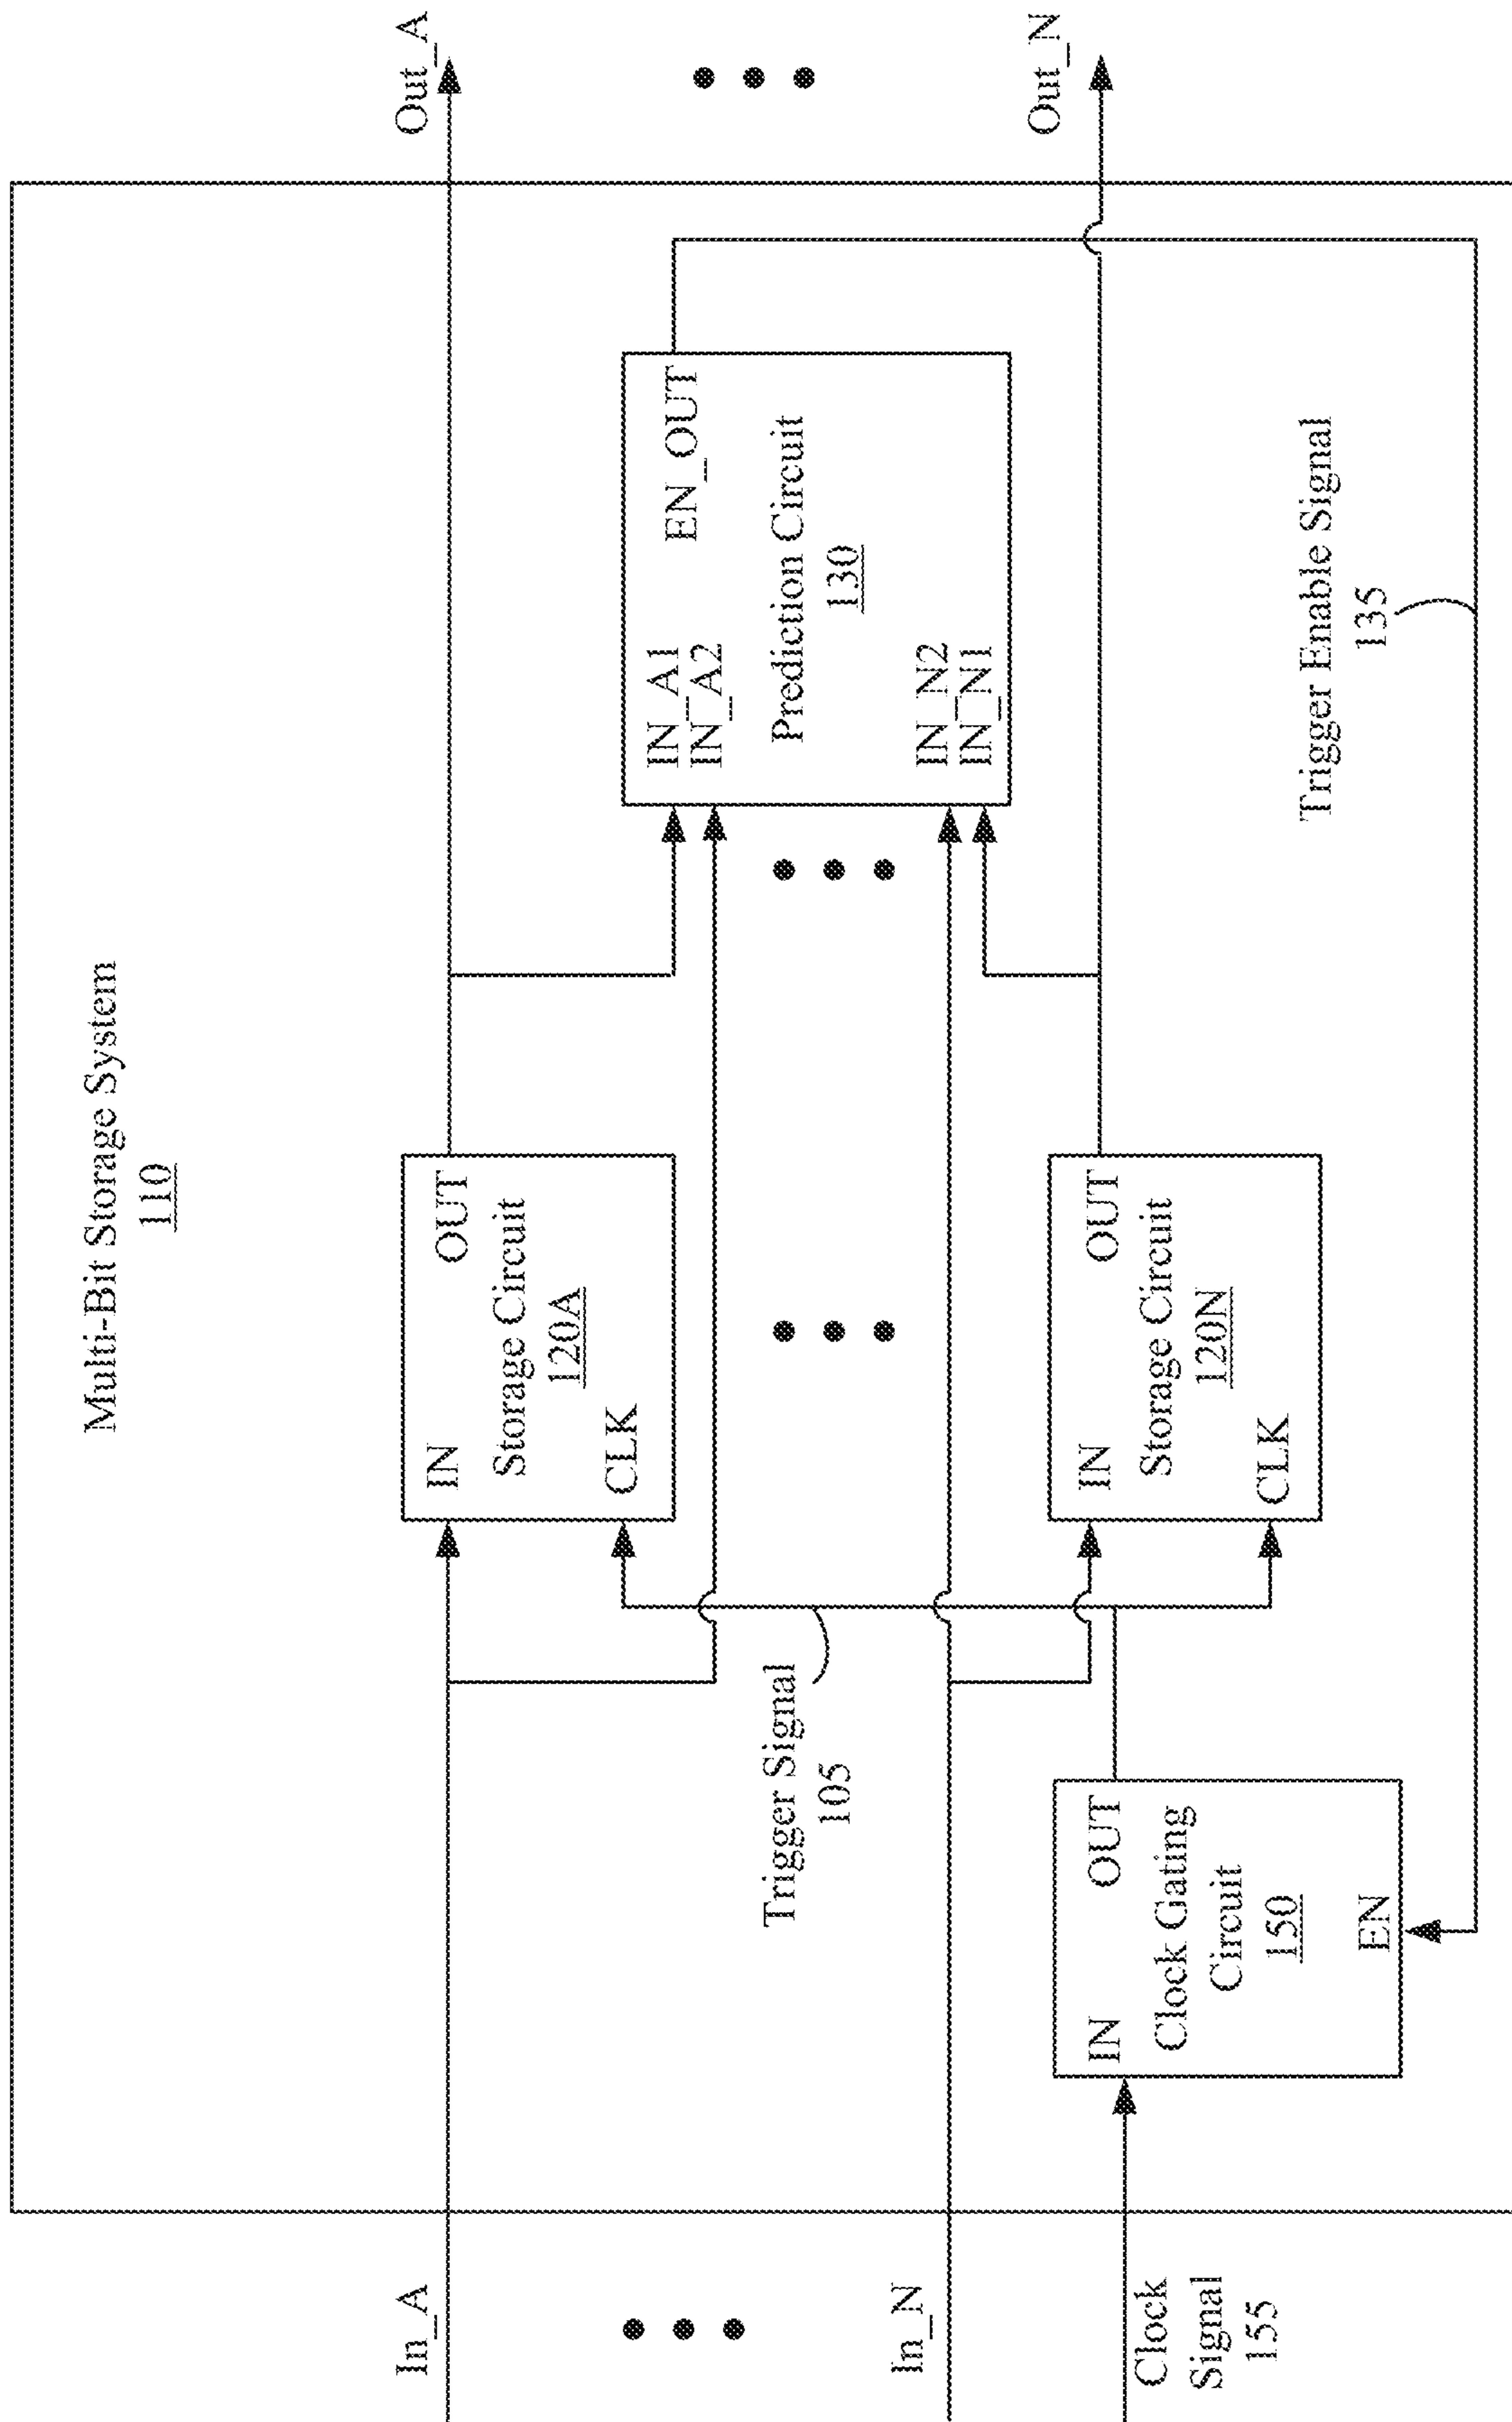 Multi-Bit Storage System
110
In_A
In_N
Clock
Signal
155
IN
OUT
Clock Gating
Circuit
150
EN
Trigger Signal
105
IN
OUT
Storage Circuit
120A
CLK
IN
OUT
Storage Circuit
120N
CLK
IN_A1
IN_A2
EN_OUT
Prediction Circuit
130
IN_N2
IN_N1
Trigger Enable Signal
135
Out_A
Out_N